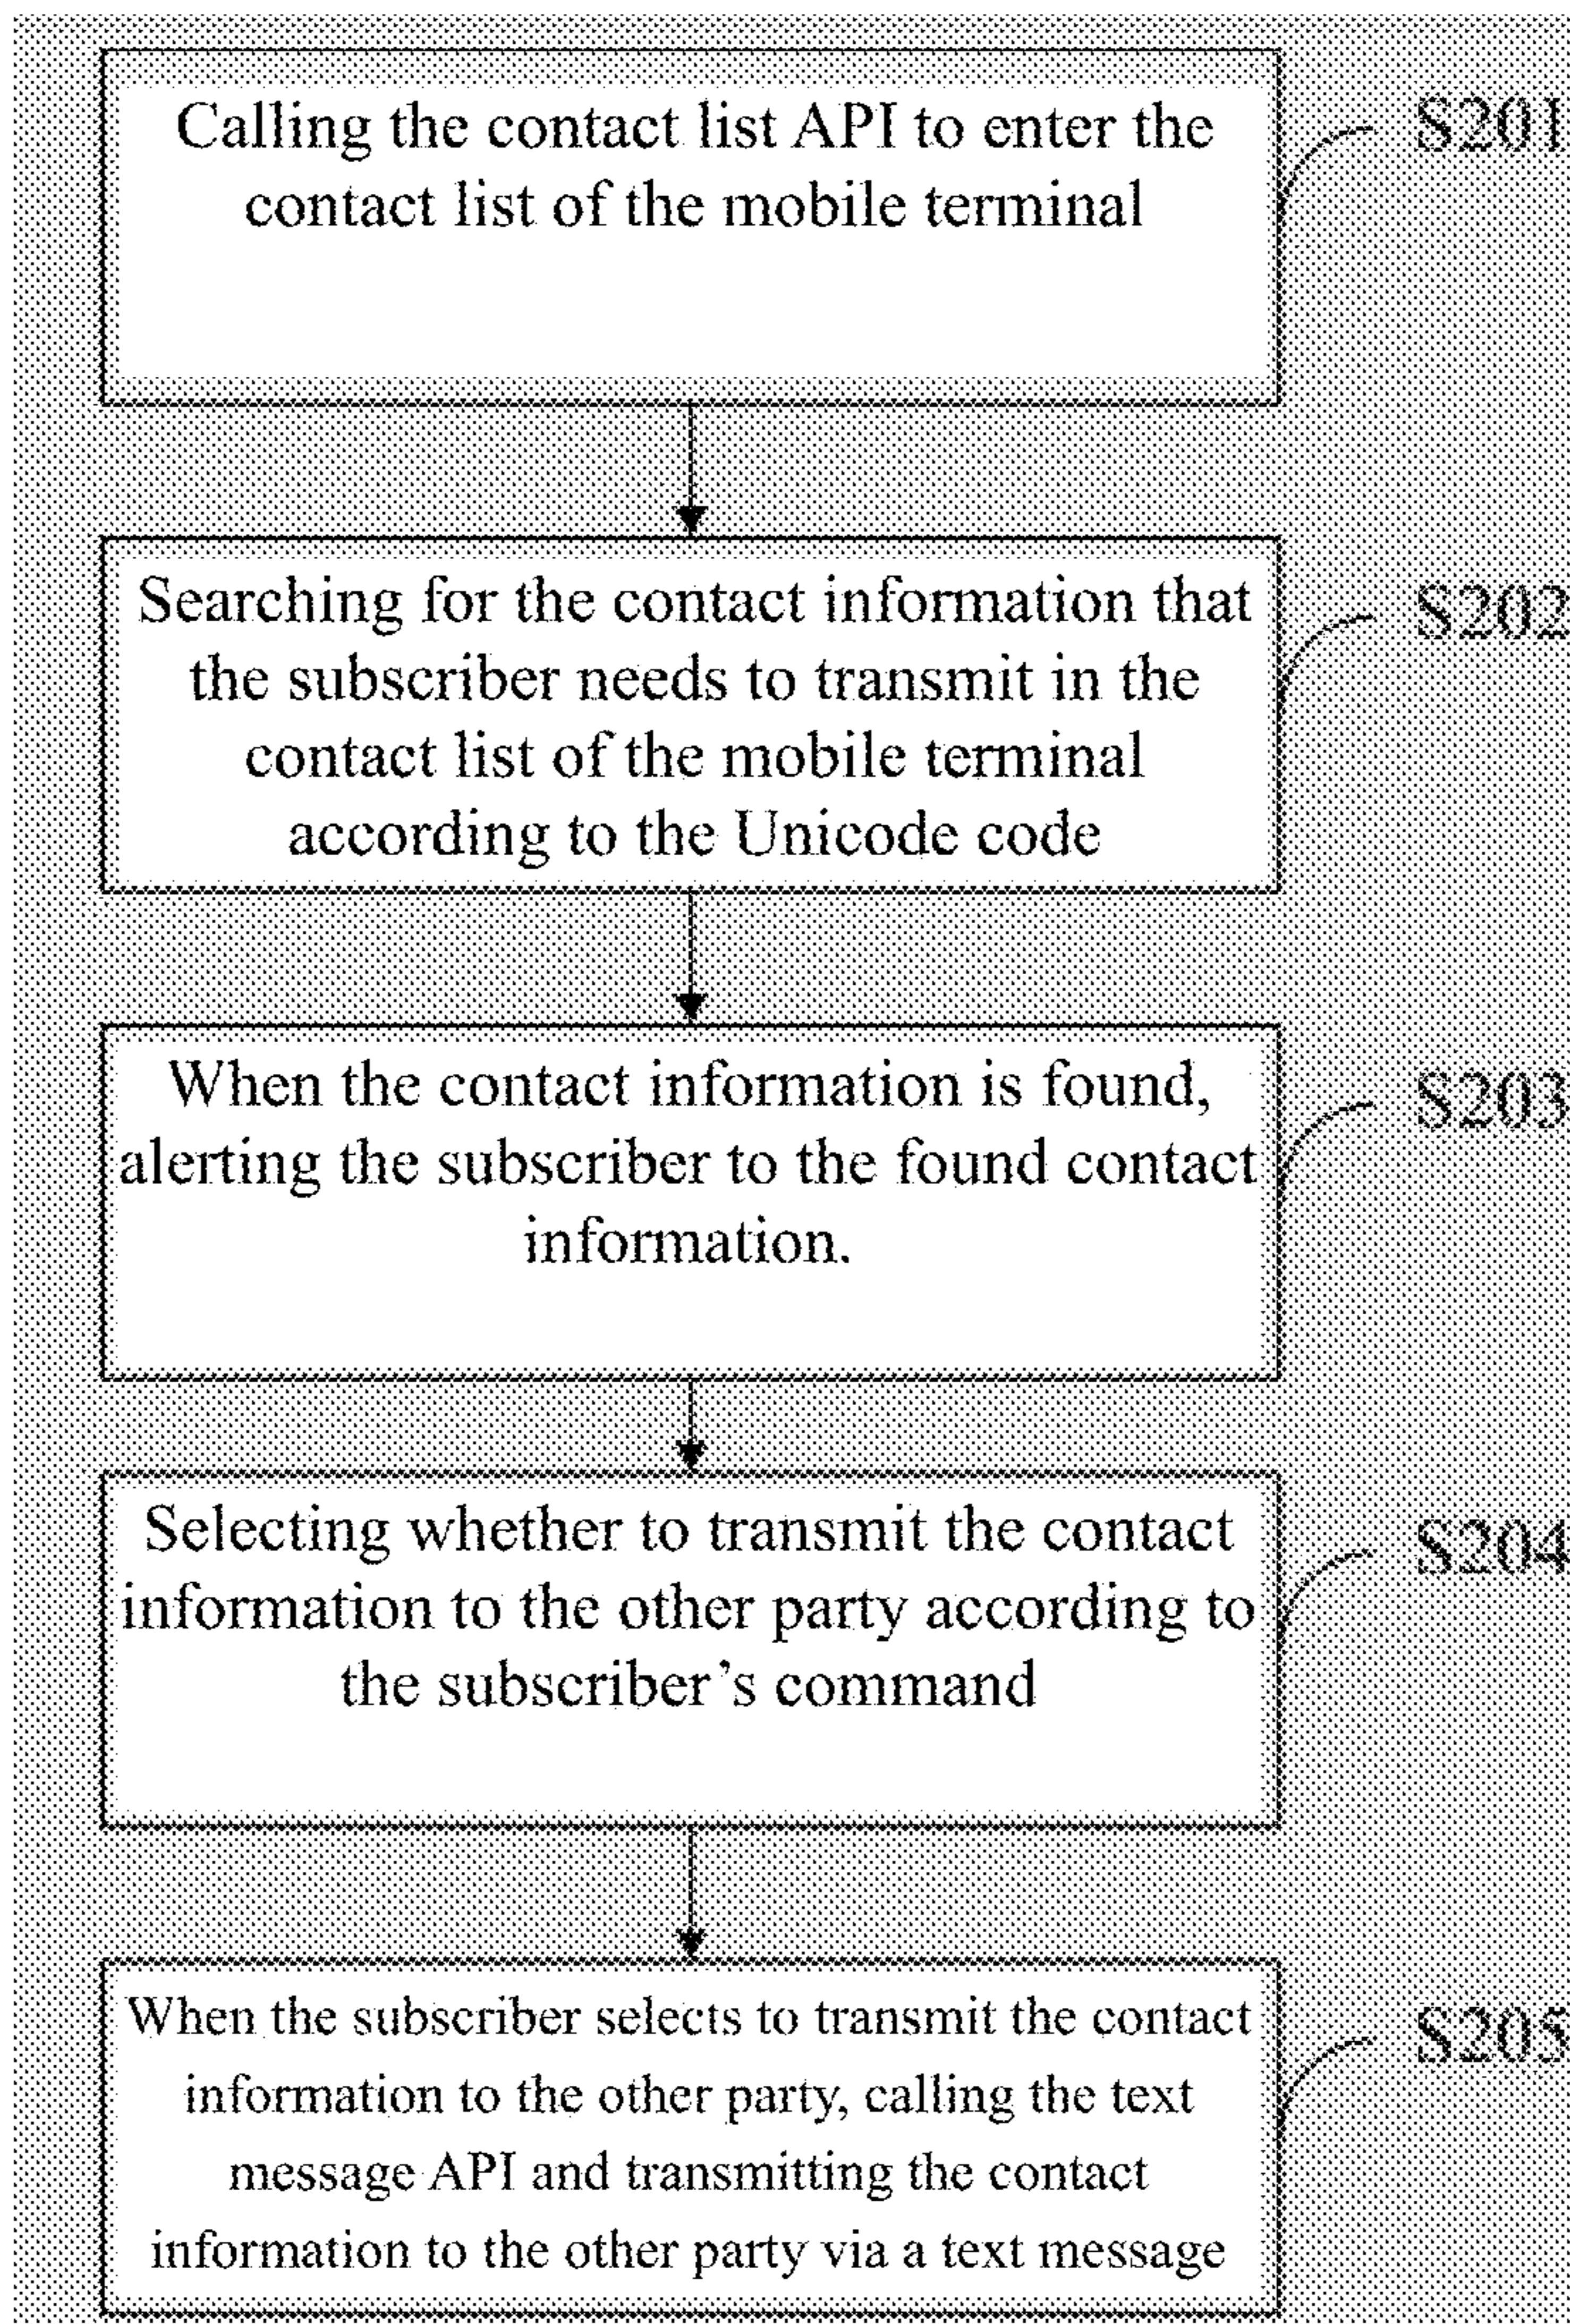 Calling the contact list API to enter the
contact list of the mobile terminal
S201
Searching for the contact information that
the subscriber needs to transmit in the
contact list of the mobile terminal
according to the Unicode code
S202
When the contact information is found,
alerting the subscriber to the found contact
information.
S203
Selecting whether to transmit the contact
information to the other party according to
the subscriber’s command
S204
When the subscriber selects to transmit the contact
information to the other party, calling the text
message API and transmitting the contact
information to the other party via a text message
S205